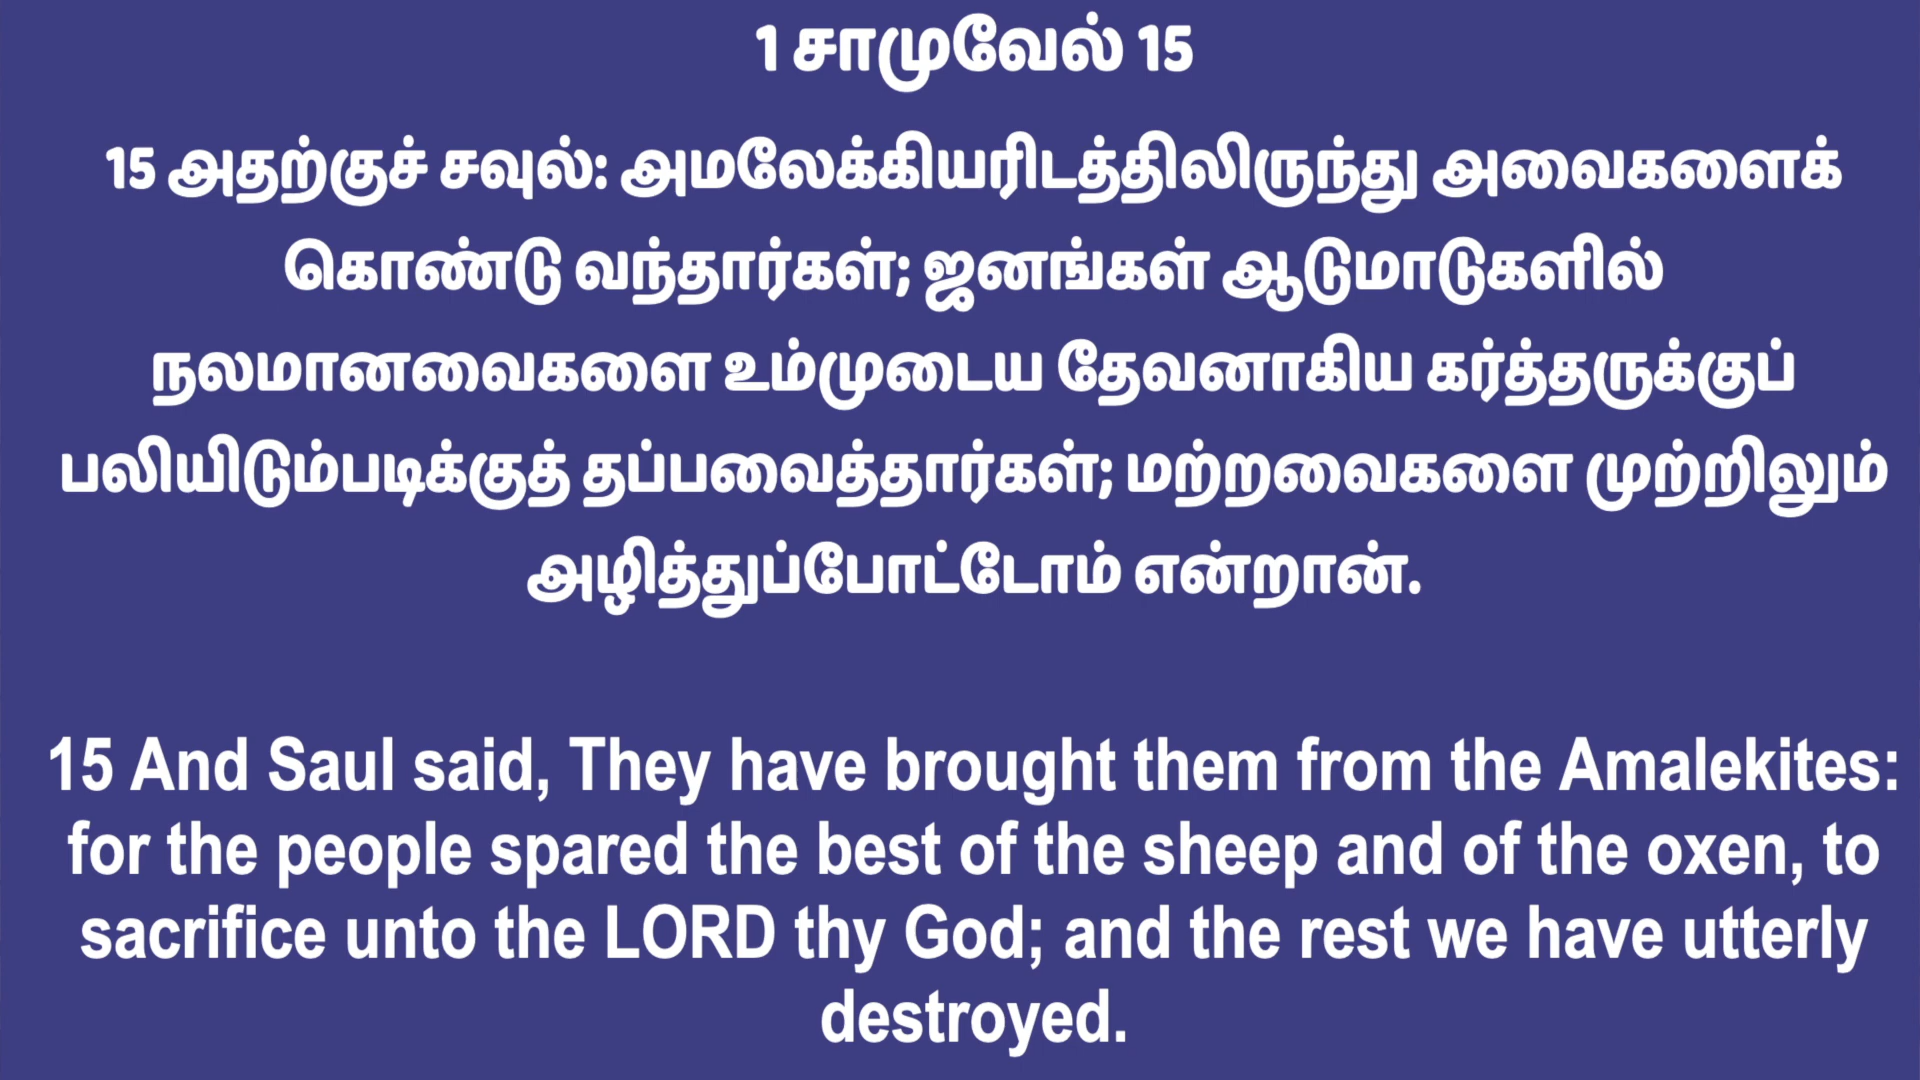 1 சாமுவேல் 15
15 அதற்குச் சவுல்: அமலேக்கியரிடத்திலிருந்து அவைகளைக்
கொண்டு வந்தார்கள்; ஜனங்கள் ஆடுமாடுகளில்
நலமானவைகளை உம்முடைய தேவனாகிய கர்த்தருக்குப்
பலியிடும்படிக்குத் தப்பவைத்தார்கள்; மற்றவைகளை முற்றிலும்
அழித்துப்போட்டோம் என்றான்.
15 And Saul said, They have brought them from the Amalekites:
for the people spared the best of the sheep and of the oxen, to
sacrifice unto the LORD thy God; and the rest we have utterly
destroyed.